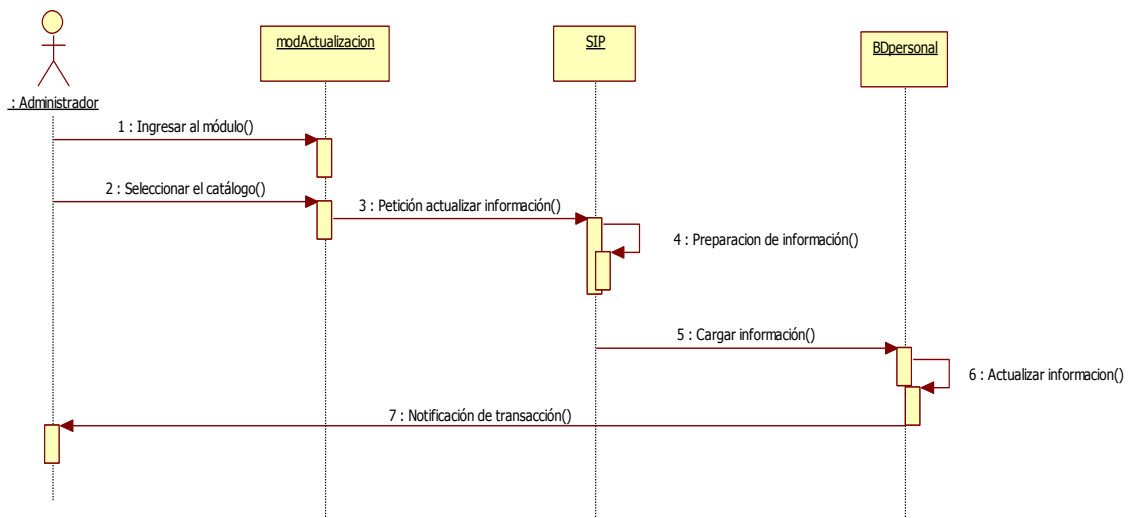 modActualizacion
SIP
BDpersonal
: Administrador
1 : Ingresar al módulo()
2 : Seleccionar el catálogo()
3 : Petición actualizar información()
4 : Preparacion de información()
5 : Cargar información()
6 : Actualizar informacion()
7 : Notificación de transacción()